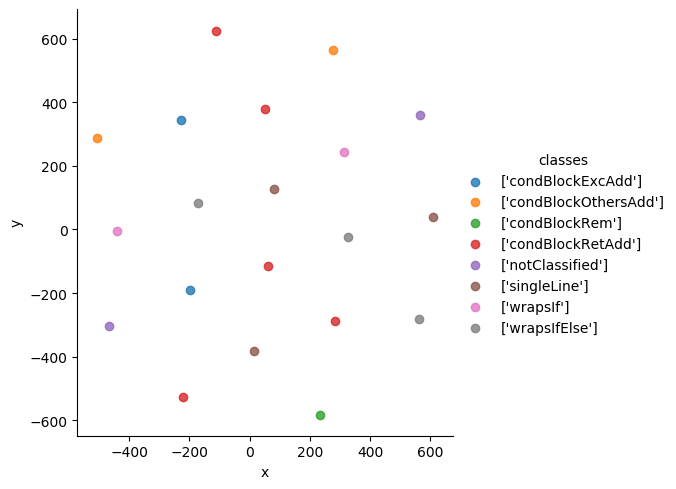 600
400
200
0
−200
−400
−600
y
−400
−200
0
200
400
600
x
classes
['condBlockExcAdd']
['condBlockOthersAdd']
['condBlockRem']
['condBlockRetAdd']
['notClassified']
['singleLine']
['wrapsIf']
['wrapsIfElse']